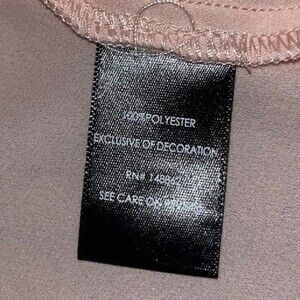 100% POLYESTER
EXCLUSIVE OF DECORATION
RN#
SEE CARE ON